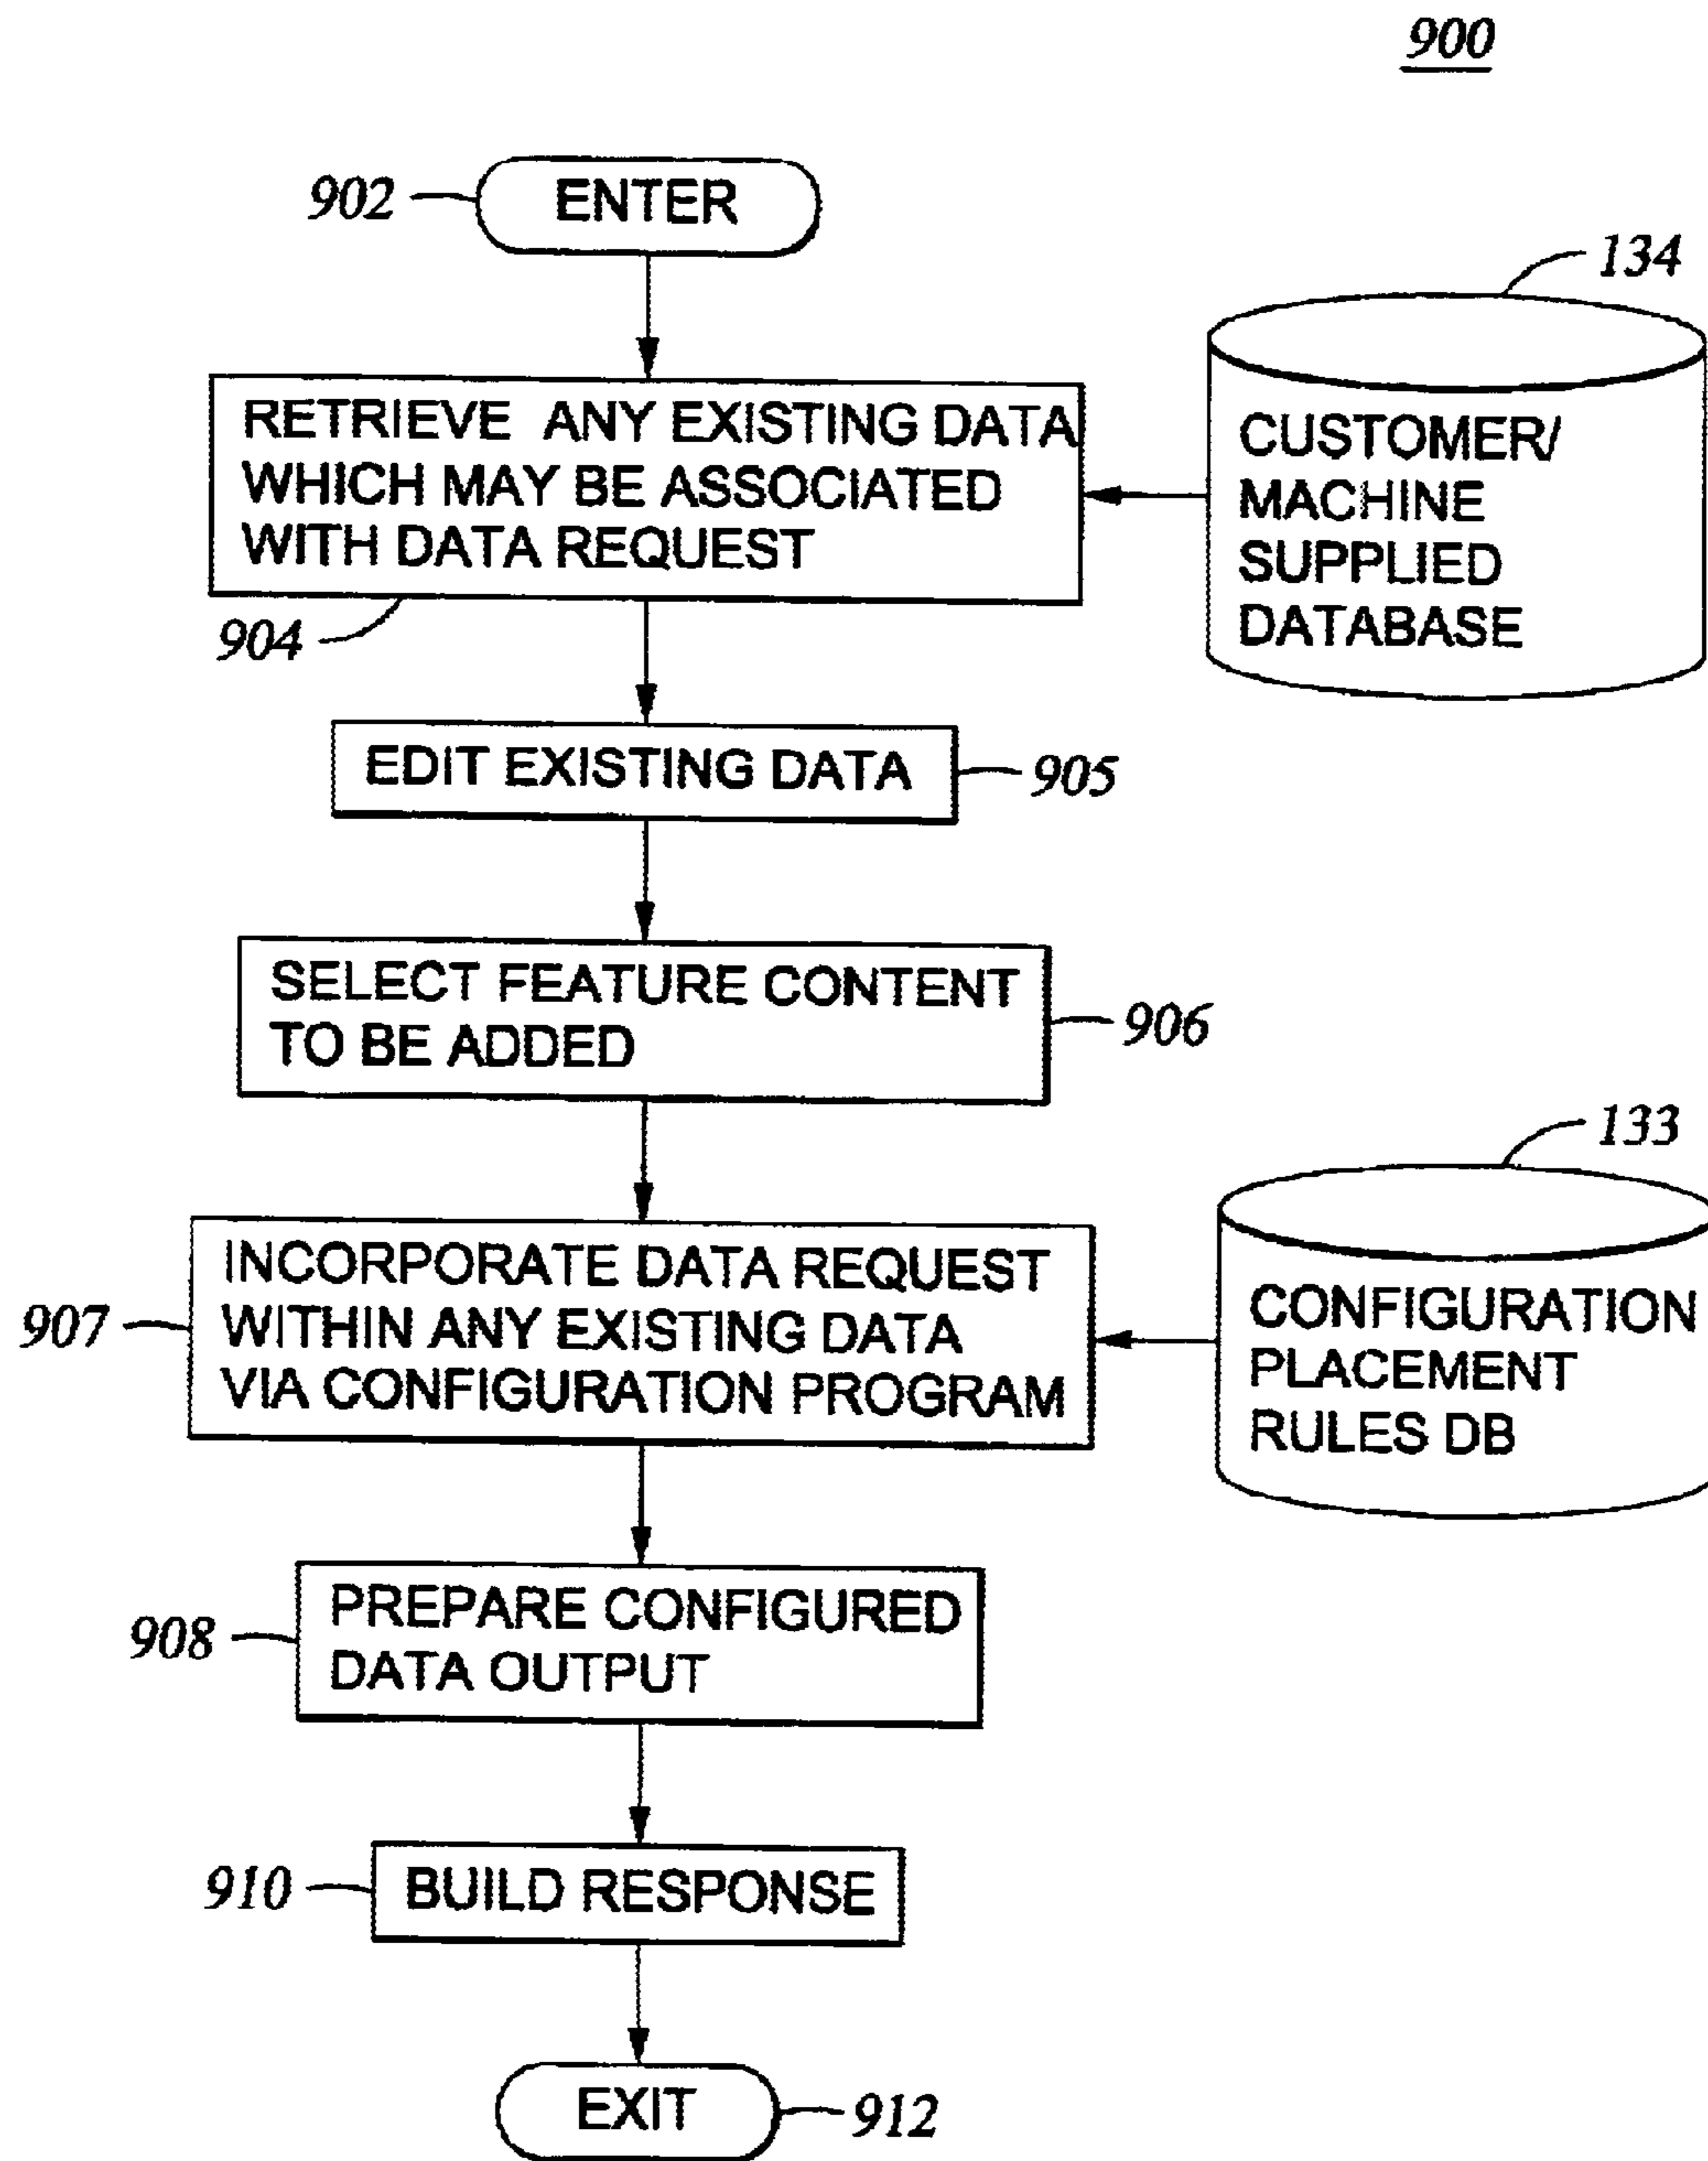 900
902
ENTER
134
RETRIEVE ANY EXISTING DATA
WHICH MAY BE ASSOCIATED
WITH DATA REQUEST
904
CUSTOMER/
MACHINE
SUPPLIED
DATABASE
EDIT EXISTING DATA
905
SELECT FEATURE CONTENT
TO BE ADDED
906
133
907
INCORPORATE DATA REQUEST
WITHIN ANY EXISTING DATA
VIA CONFIGURATION PROGRAM
CONFIGURATION
PLACEMENT
RULES DB
908
PREPARE CONFIGURED
DATA OUTPUT
910
BUILD RESPONSE
EXIT
912